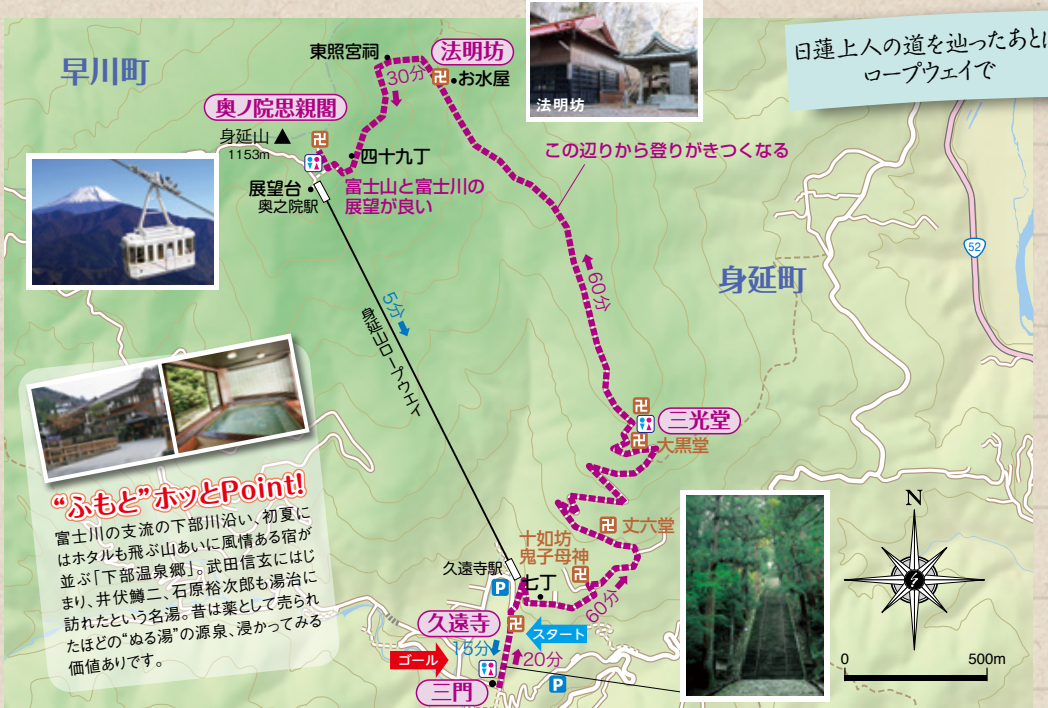 日蓮上人の道を辿ったあとは
ロープウェイで
早川町
東照宮祠
法明坊
お水屋
30分
法明坊
奥ノ院思親閣
身延山
1153m
四十九丁
この辺りから登りがきつくなる
展望台
奥之院駅
富士山と富士川の
展望が良い
52
身延町
60分
5分
身延山ロープウェイ
三光堂
大黒堂
“ふもと”ホッとPoint!
富士川の支流の下部川沿い、初夏に
はホタルも飛ぶ山あいに風情ある宿が
並ぶ「下部温泉郷」。武田信玄にはじ
まり、井伏鱒二、石原裕次郎も湯治に
訪れたという名湯。昔は薬として売られ
たほどの“ぬる湯”の源泉、浸かってみる
価値ありです。
丈六堂
十如坊
鬼子母神
久遠寺駅
P
七丁
60分
久遠寺
スタート
15分
ゴール
20分
三門
P
N
0 500m